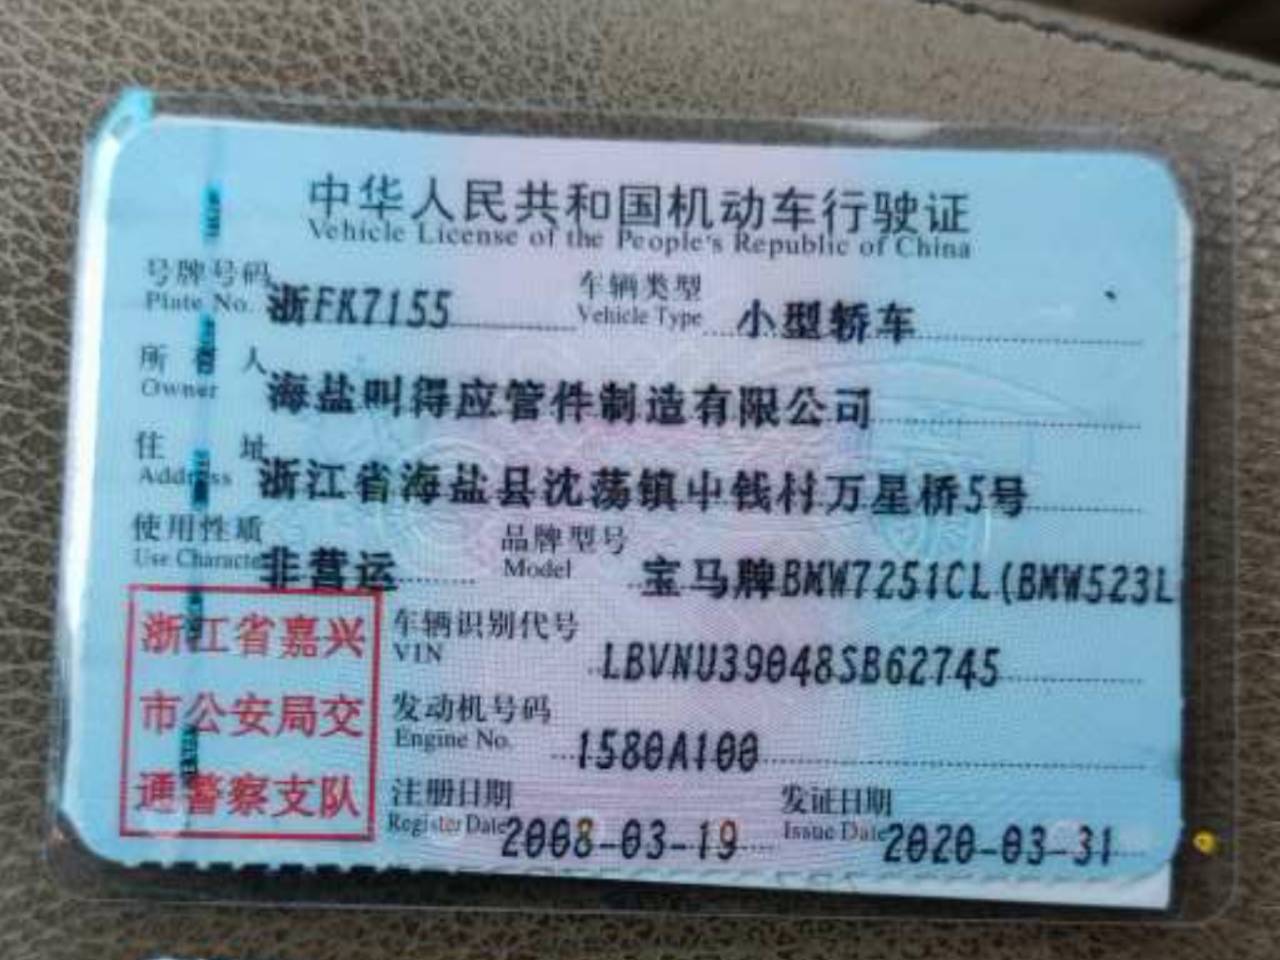 中华人民共和国机动车行驶证
Vehicle License of the People's Republic of China
号牌号码 浙FK7155 车辆类型 小型轿车
Plate No. Vehicle Type
所有人 海盐叫得应管件制造有限公司
Owner
住址 浙江省海盐县沈荡镇中钱村万星桥5号
Address
使用性质 非营运 品牌型号 宝马牌BMW7251CL(BMW523L
Use Character Model
浙江省嘉兴
市公安局交
通警察支队
车辆识别代号 LBVNU39048SB62745
VIN
发动机号码 1580A100
Engine No.
注册日期 2008-03-19 发证日期 2020-03-31
Register Date Issue Date